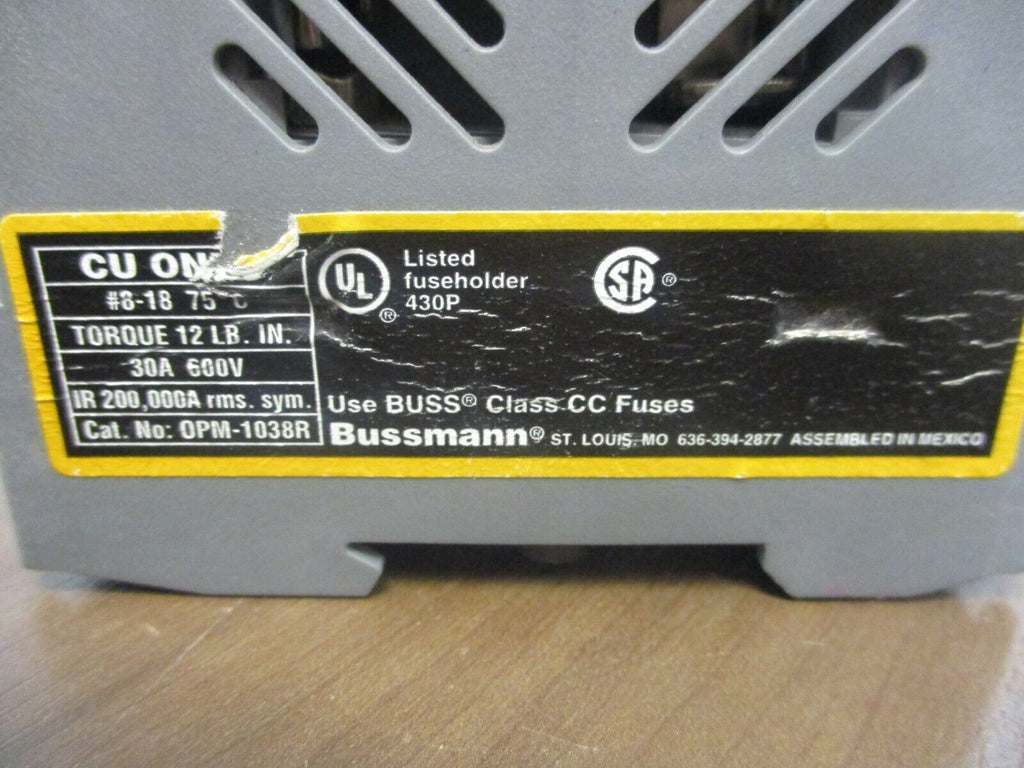 CU ON
#8-18 75°C
TORQUE 12 LB. IN.
30A 600V
IR 200,000A rms. sym.
Cat. No: OPM-1038R
UL ®
Listed
fuseholder
430P
SA ®
Use BUSS® Class CC Fuses
Bussmann® ST. LOUIS, MO 636-394-2877 ASSEMBLED IN MEXICO